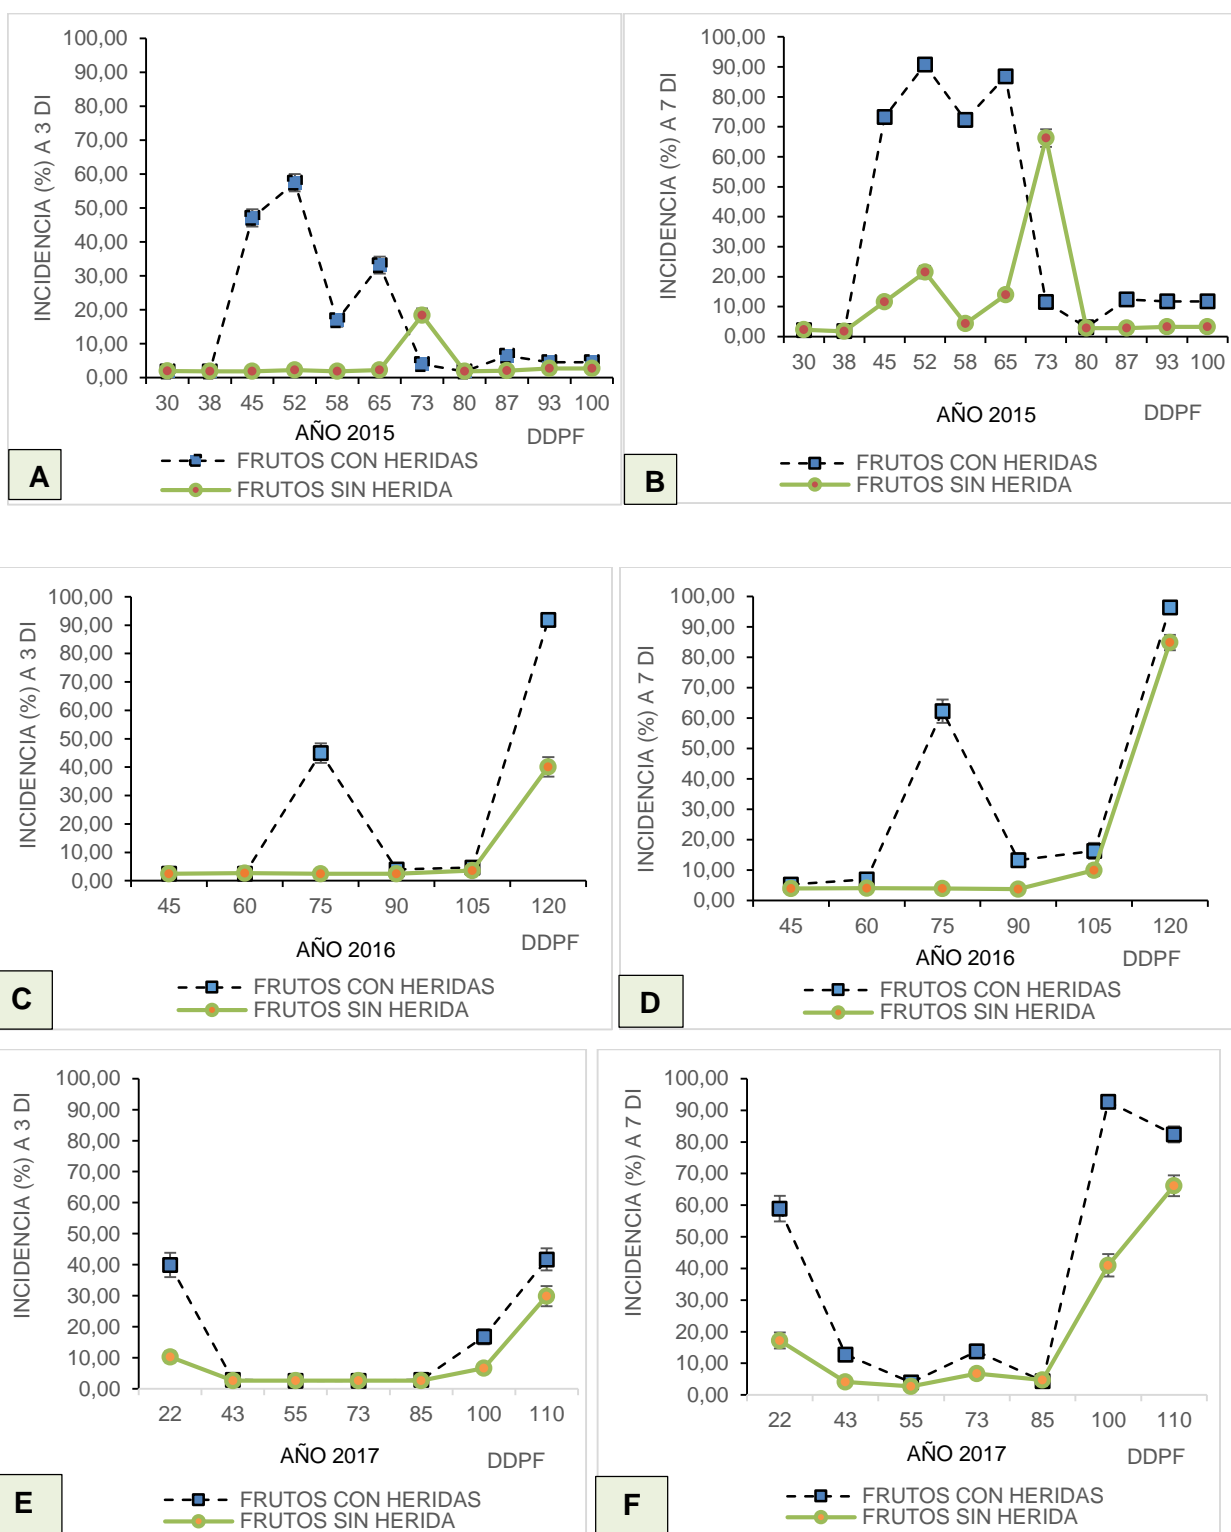 INCIDENCIA (%) A 3 DI
100,00
90,00
80,00
70,00
60,00
50,00
40,00
30,00
20,00
10,00
0,00
30 38 45 52 58 65 73 80 87 93 100
AÑO 2015
DDPF
FRUTOS CON HERIDAS
FRUTOS SIN HERIDA
A
INCIDENCIA (%) A 7 DI
100,00
90,00
80,00
70,00
60,00
50,00
40,00
30,00
20,00
10,00
0,00
30 38 45 52 58 65 73 80 87 93 100
AÑO 2015
DDPF
FRUTOS CON HERIDAS
FRUTOS SIN HERIDA
B
INCIDENCIA (%) A 3 DI
100,00
90,00
80,00
70,00
60,00
50,00
40,00
30,00
20,00
10,00
0,00
45 60 75 90 105 120
AÑO 2016
DDPF
FRUTOS CON HERIDAS
FRUTOS SIN HERIDA
C
INCIDENCIA (%) A 7 DI
100,00
90,00
80,00
70,00
60,00
50,00
40,00
30,00
20,00
10,00
0,00
45 60 75 90 105 120
AÑO 2016
DDPF
FRUTOS CON HERIDAS
FRUTOS SIN HERIDA
D
INCIDENCIA (%) A 3 DI
100,00
90,00
80,00
70,00
60,00
50,00
40,00
30,00
20,00
10,00
0,00
22 43 55 73 85 100 110
AÑO 2017
DDPF
FRUTOS CON HERIDAS
FRUTOS SIN HERIDA
E
INCIDENCIA (%) A 7 DI
100,00
90,00
80,00
70,00
60,00
50,00
40,00
30,00
20,00
10,00
0,00
22 43 55 73 85 100 110
AÑO 2017
DDPF
FRUTOS CON HERIDAS
FRUTOS SIN HERIDA
F